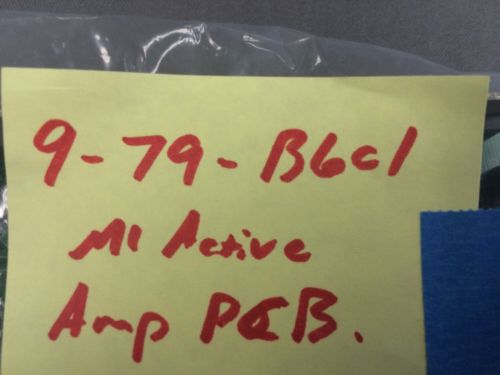 9-79-B6c1
M1 Active
Amp PCB.